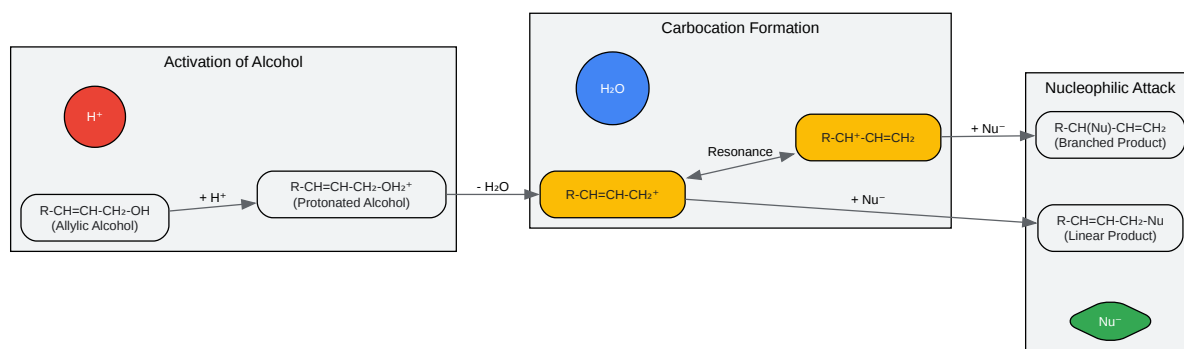 Activation of Alcohol
H⁺
R-CH=CH-CH₂-OH
(Allylic Alcohol)
+ H⁺
R-CH=CH-CH₂-OH₂⁺
(Protonated Alcohol)
- H₂O
Carbocation Formation
H₂O
R-CH=CH-CH₂⁺
Resonance
R-CH⁺-CH=CH₂
+ Nu⁻
+ Nu⁻
Nucleophilic Attack
R-CH(Nu)-CH=CH₂
(Branched Product)
R-CH=CH-CH₂-Nu
(Linear Product)
Nu⁻